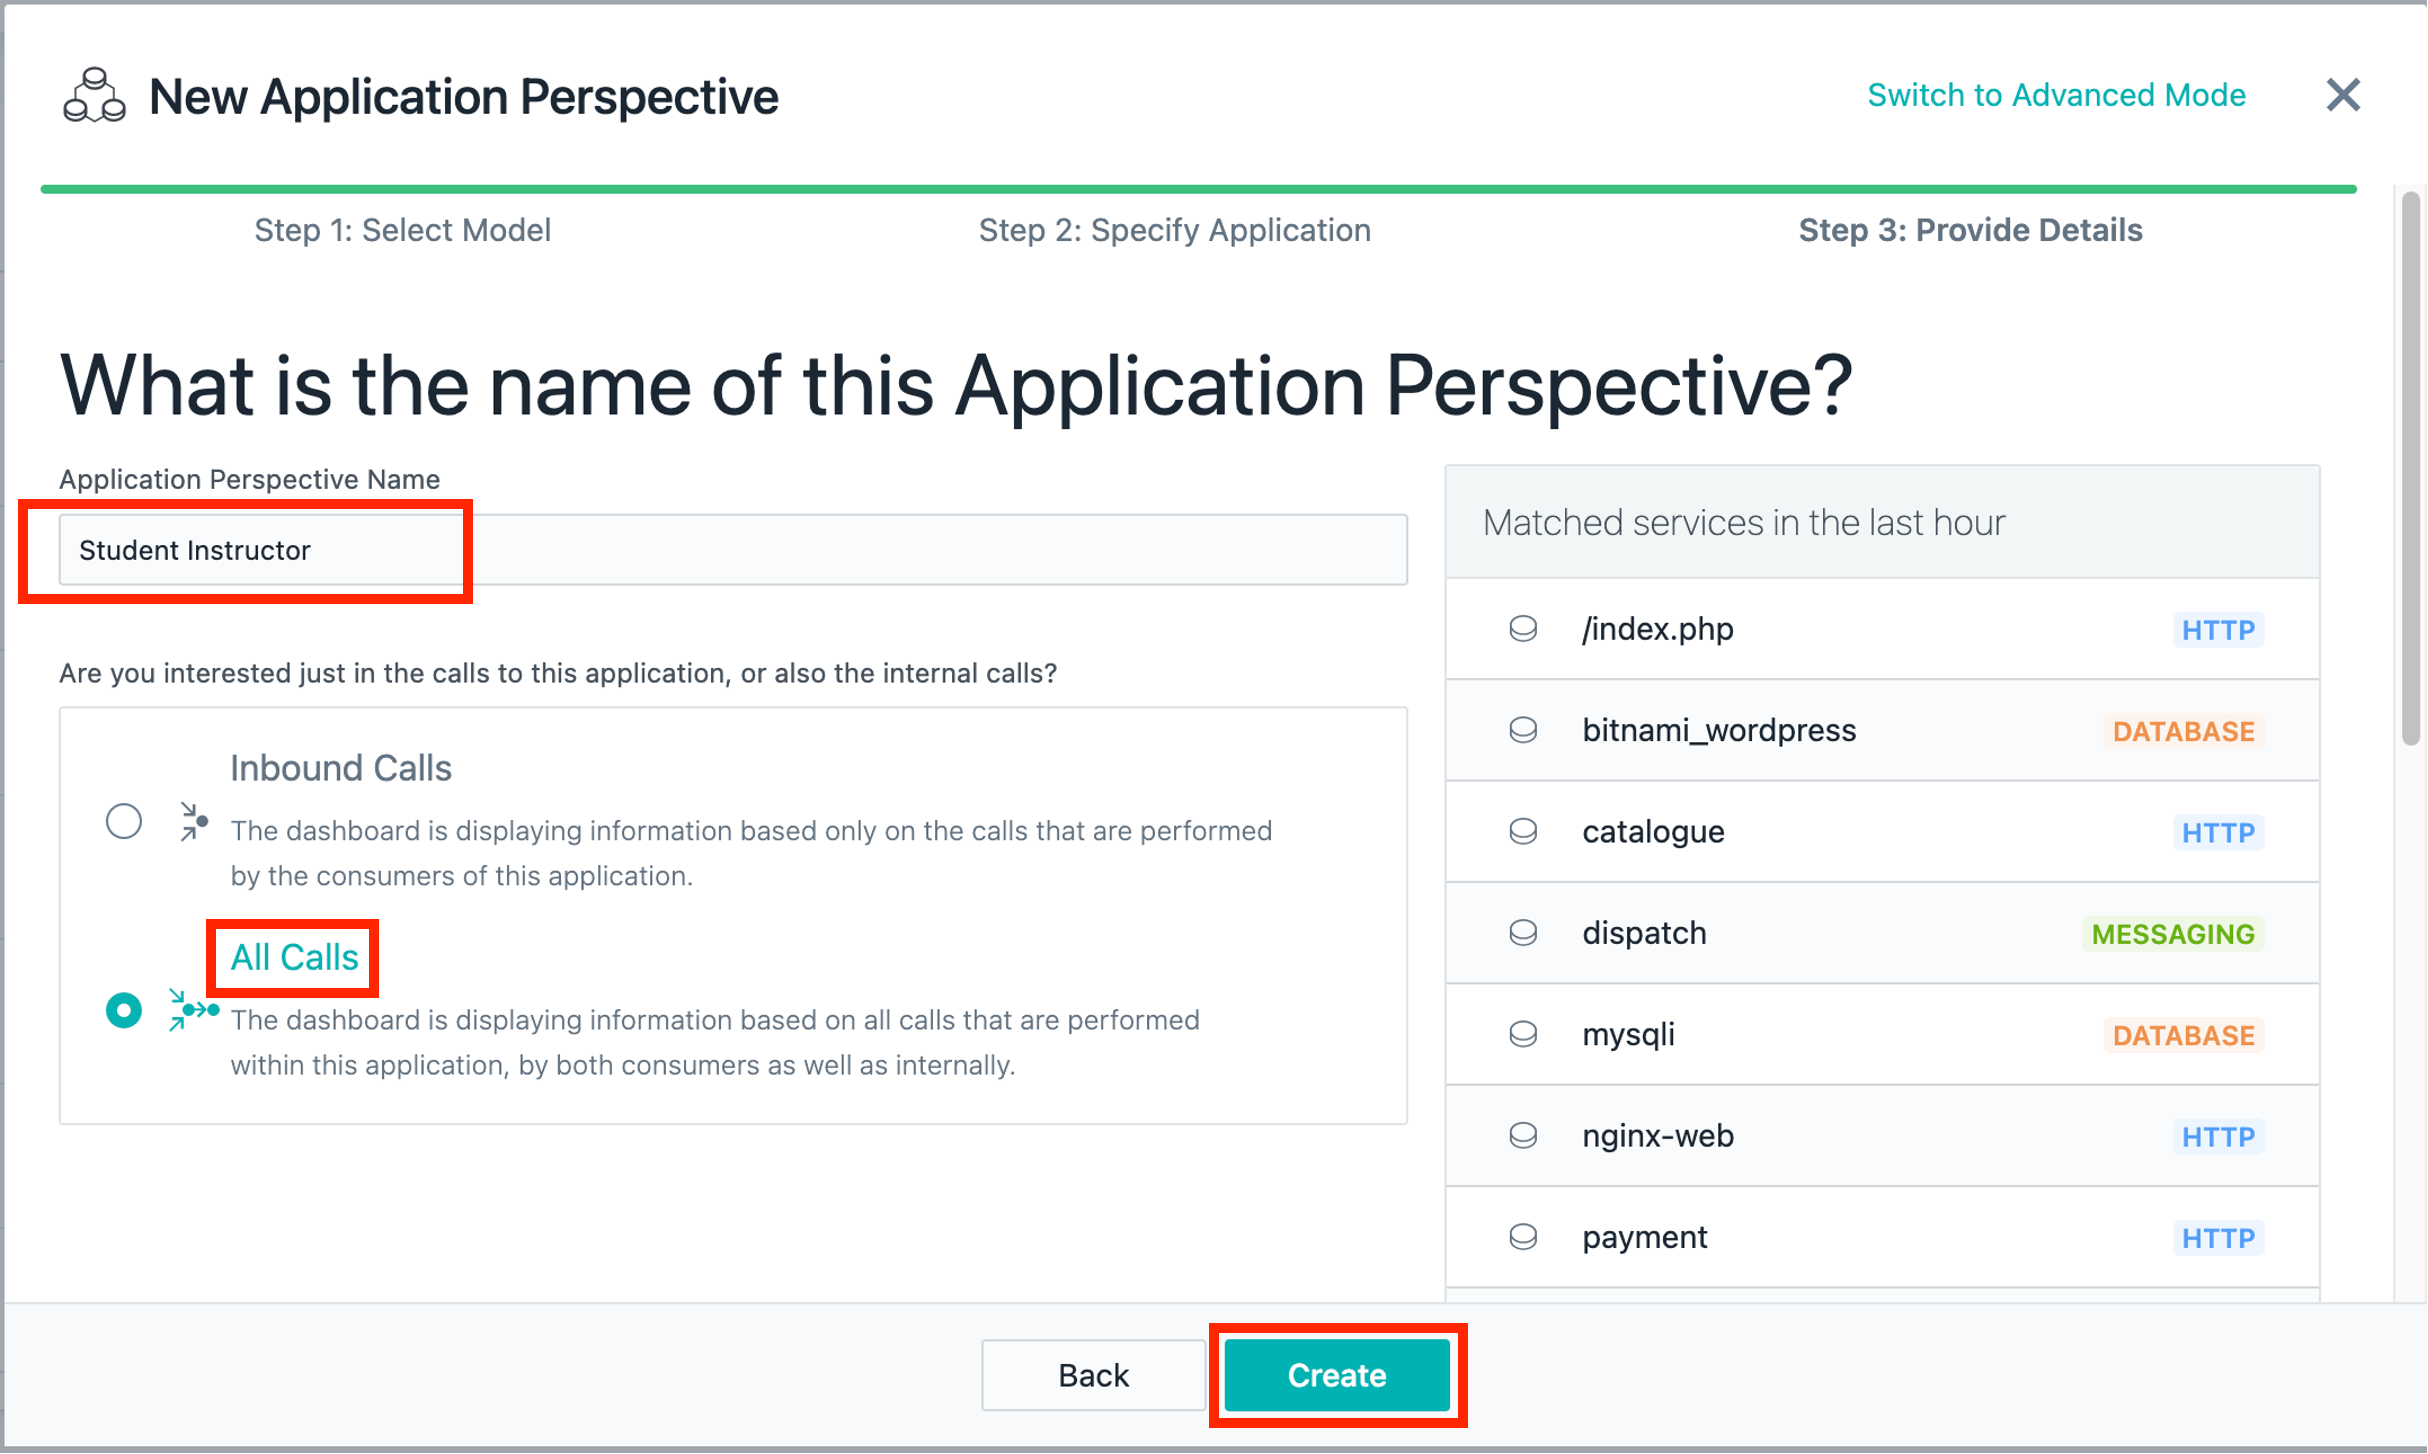 New Application Perspective
Switch to Advanced Mode
Step 1: Select Model
Step 2: Specify Application
Step 3: Provide Details
What is the name of this Application Perspective?
Application Perspective Name
Student Instructor
Are you interested just in the calls to this application, or also the internal calls?
Inbound Calls
The dashboard is displaying information based only on the calls that are performed
by the consumers of this application.
All Calls
The dashboard is displaying information based on all calls that are performed
within this application, by both consumers as well as internally.
Matched services in the last hour
/index.php HTTP
bitnami_wordpress DATABASE
catalogue HTTP
dispatch MESSAGING
mysqli DATABASE
nginx-web HTTP
payment HTTP
Back
Create